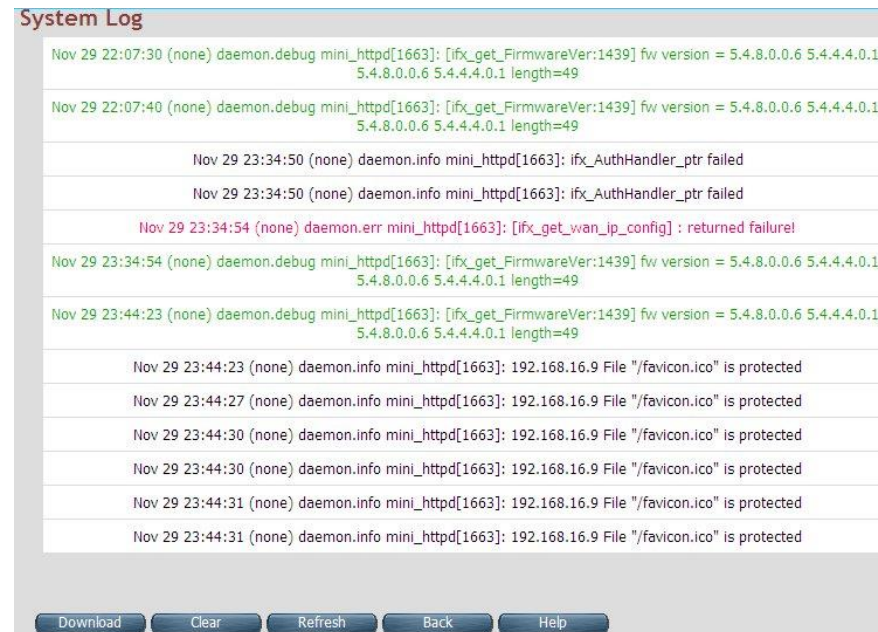 System Log
Nov 29 22:07:30 (none) daemon.debug mini_httpd[1663]: [ifx_get_FirmwareVer:1439] fw version = 5.4.8.0.0.6 5.4.4.4.0.1
5.4.8.0.0.6 5.4.4.4.0.1 length=49
Nov 29 22:07:40 (none) daemon.debug mini_httpd[1663]: [ifx_get_FirmwareVer:1439] fw version = 5.4.8.0.0.6 5.4.4.4.0.1
5.4.8.0.0.6 5.4.4.4.0.1 length=49
Nov 29 23:34:50 (none) daemon.info mini_httpd[1663]: ifx_AuthHandler_ptr failed
Nov 29 23:34:50 (none) daemon.info mini_httpd[1663]: ifx_AuthHandler_ptr failed
Nov 29 23:34:54 (none) daemon.err mini_httpd[1663]: [ifx_get_wan_ip_config] : returned failure!
Nov 29 23:34:54 (none) daemon.debug mini_httpd[1663]: [ifx_get_FirmwareVer:1439] fw version = 5.4.8.0.0.6 5.4.4.4.0.1
5.4.8.0.0.6 5.4.4.4.0.1 length=49
Nov 29 23:44:23 (none) daemon.debug mini_httpd[1663]: [ifx_get_FirmwareVer:1439] fw version = 5.4.8.0.0.6 5.4.4.4.0.1
5.4.8.0.0.6 5.4.4.4.0.1 length=49
Nov 29 23:44:23 (none) daemon.info mini_httpd[1663]: 192.168.16.9 File "/favicon.ico" is protected
Nov 29 23:44:27 (none) daemon.info mini_httpd[1663]: 192.168.16.9 File "/favicon.ico" is protected
Nov 29 23:44:30 (none) daemon.info mini_httpd[1663]: 192.168.16.9 File "/favicon.ico" is protected
Nov 29 23:44:30 (none) daemon.info mini_httpd[1663]: 192.168.16.9 File "/favicon.ico" is protected
Nov 29 23:44:31 (none) daemon.info mini_httpd[1663]: 192.168.16.9 File "/favicon.ico" is protected
Nov 29 23:44:31 (none) daemon.info mini_httpd[1663]: 192.168.16.9 File "/favicon.ico" is protected
Download Clear Refresh Back Help